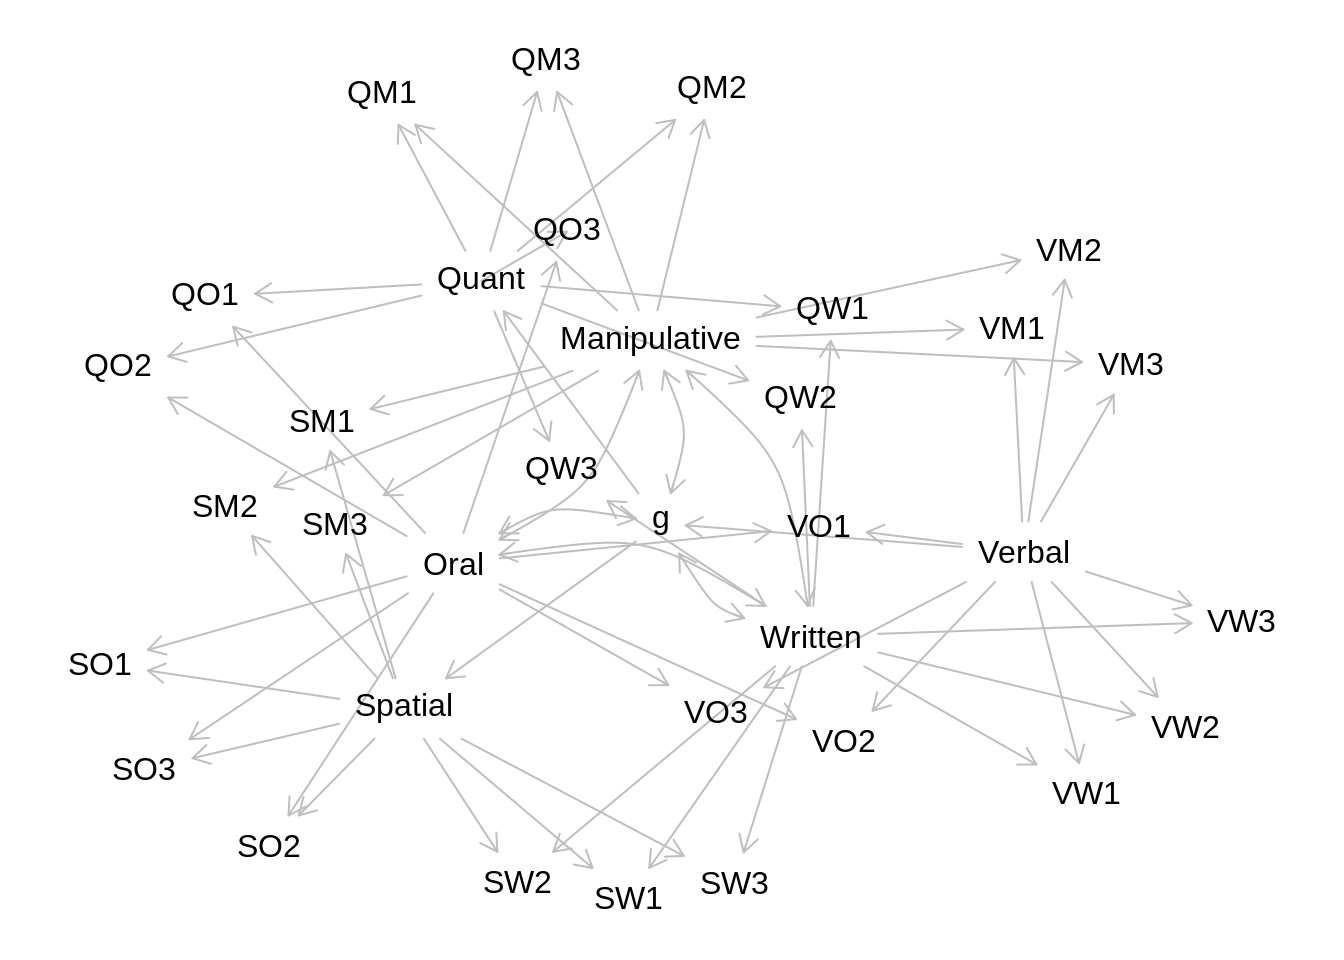 QM3
QM2
QM1
QO3
VM2
Quant
QO1
QW1
VM1
Manipulative
QO2
VM3
QW2
SM1
QW3
SM2
g
SM3
VO1
Verbal
Oral
VW3
Written
SO1
Spatial
VO3
VW2
VO2
SO3
VW1
SO2
SW2
SW3
SW1